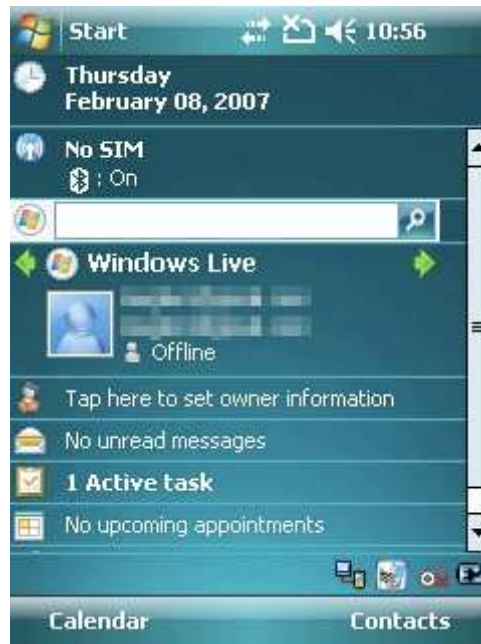 Start 10:56
Thursday
February 08, 2007
No SIM
: On
Windows Live
Offline
Tap here to set owner information
No unread messages
1 Active task
No upcoming appointments
Calendar Contacts